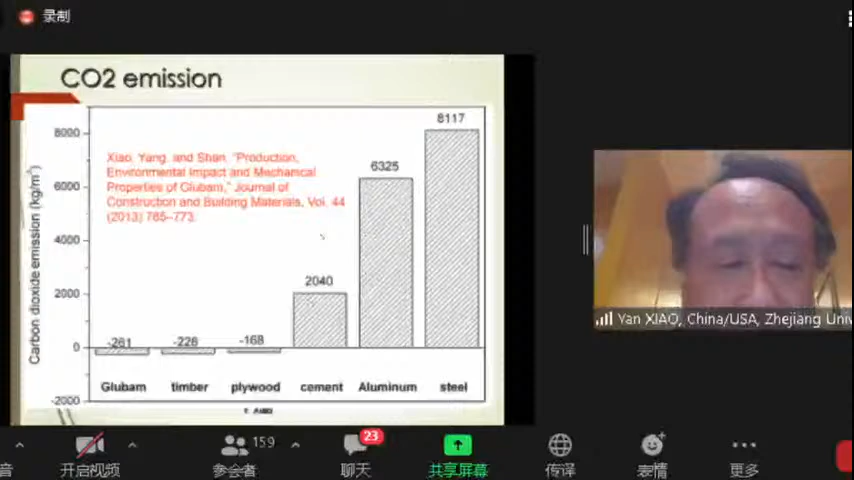 录制
CO2 emission
Xiao, Yang, and Shan, "Production,
Environmental Impact and Mechanical
Properties of Glubam," Journal of
Construction and Building Materials, Vol. 44
(2013) 765–773.
Carbon dioxide emission (kg/m³)
8000
6000
4000
2000
0
-2000
-261
-226
-168
2040
6325
8117
Glubam
timber
plywood
cement
Aluminum
steel
Yan XIAO, China/USA, Zhejiang Univ
音
开启视频
159
参会者
23
聊天
共享屏幕
传译
表情
更多